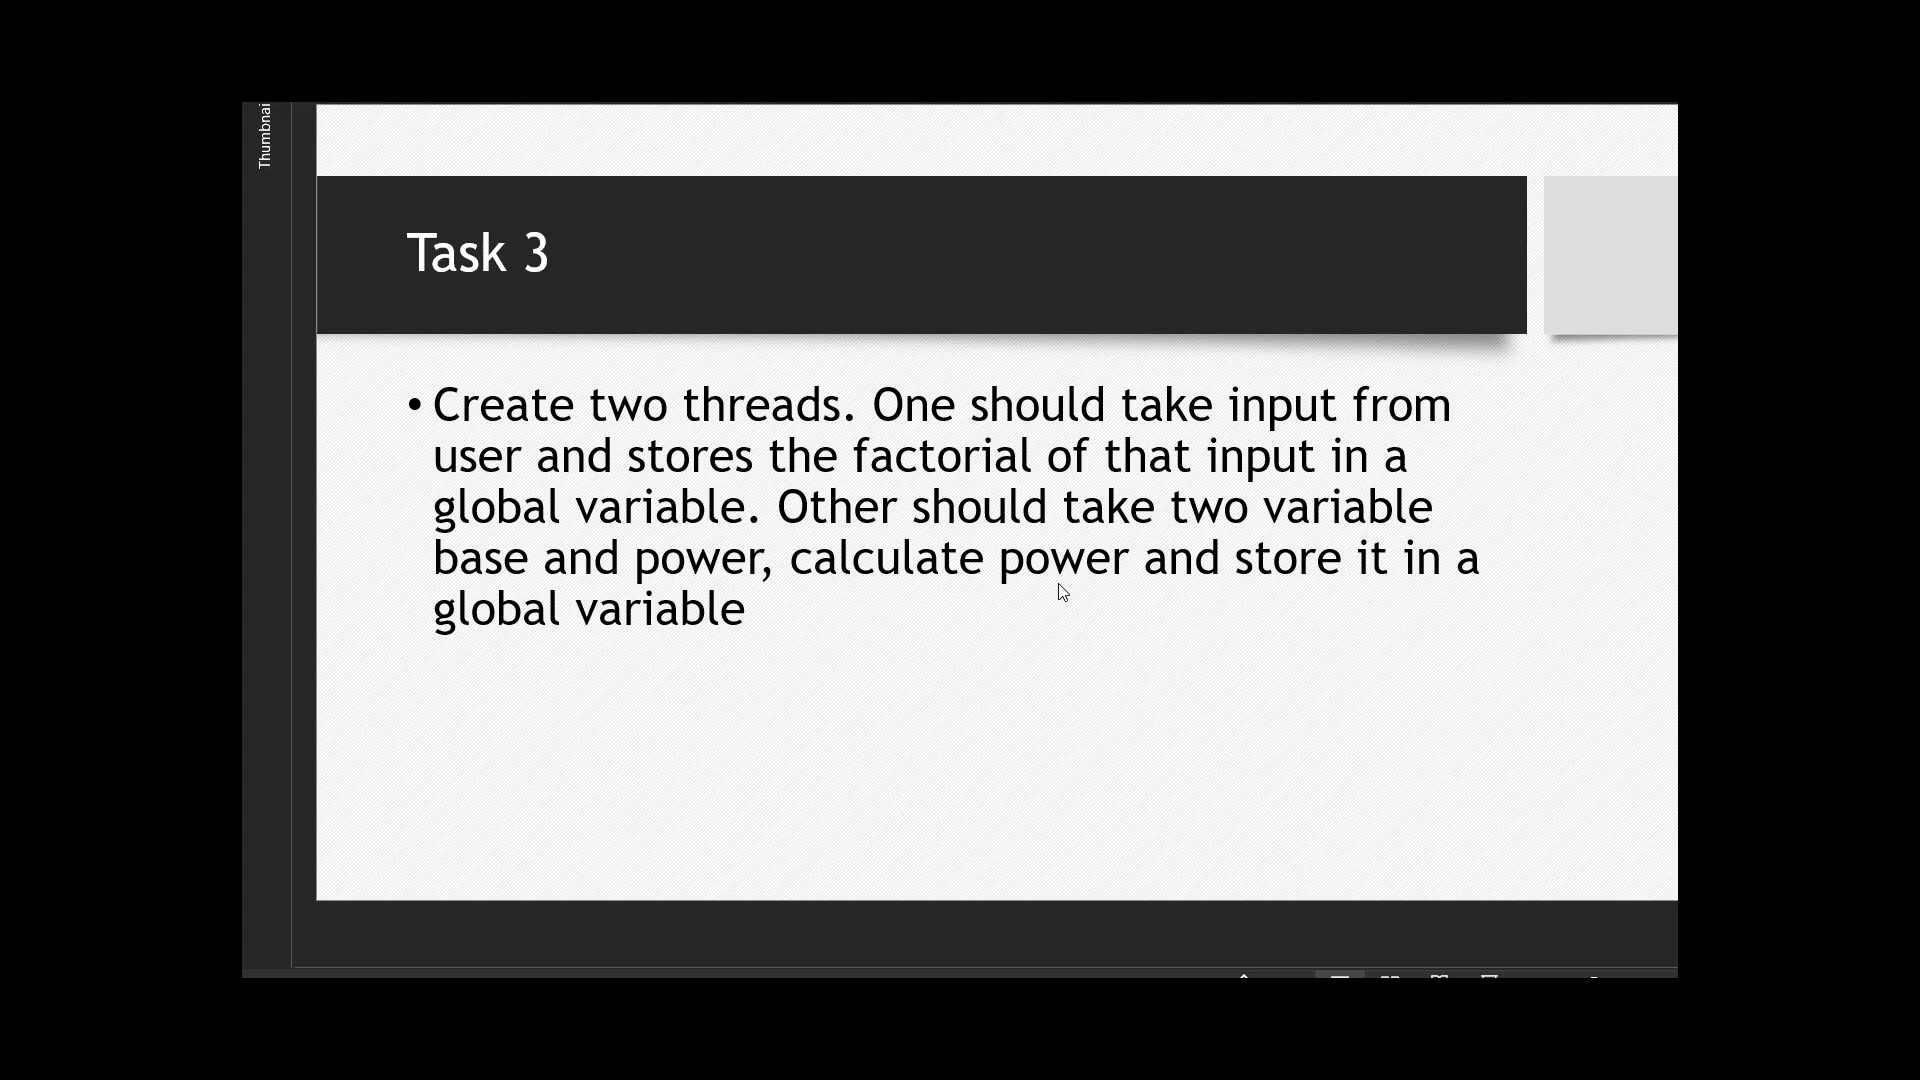 Thumbnai
Task 3
• Create two threads. One should take input from
user and stores the factorial of that input in a
global variable. Other should take two variable
base and power, calculate power and store it in a
global variable